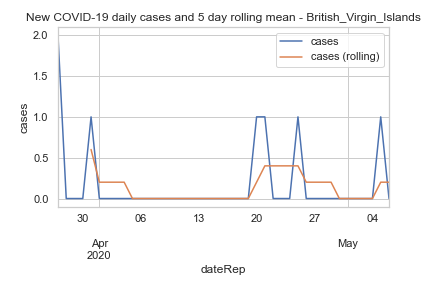 New COVID-19 daily cases and 5 day rolling mean - British_Virgin_Islands
cases
cases (rolling)
2.0
1.5
1.0
0.5
0.0
cases
30
06
13
20
27
04
Apr
May
2020
dateRep